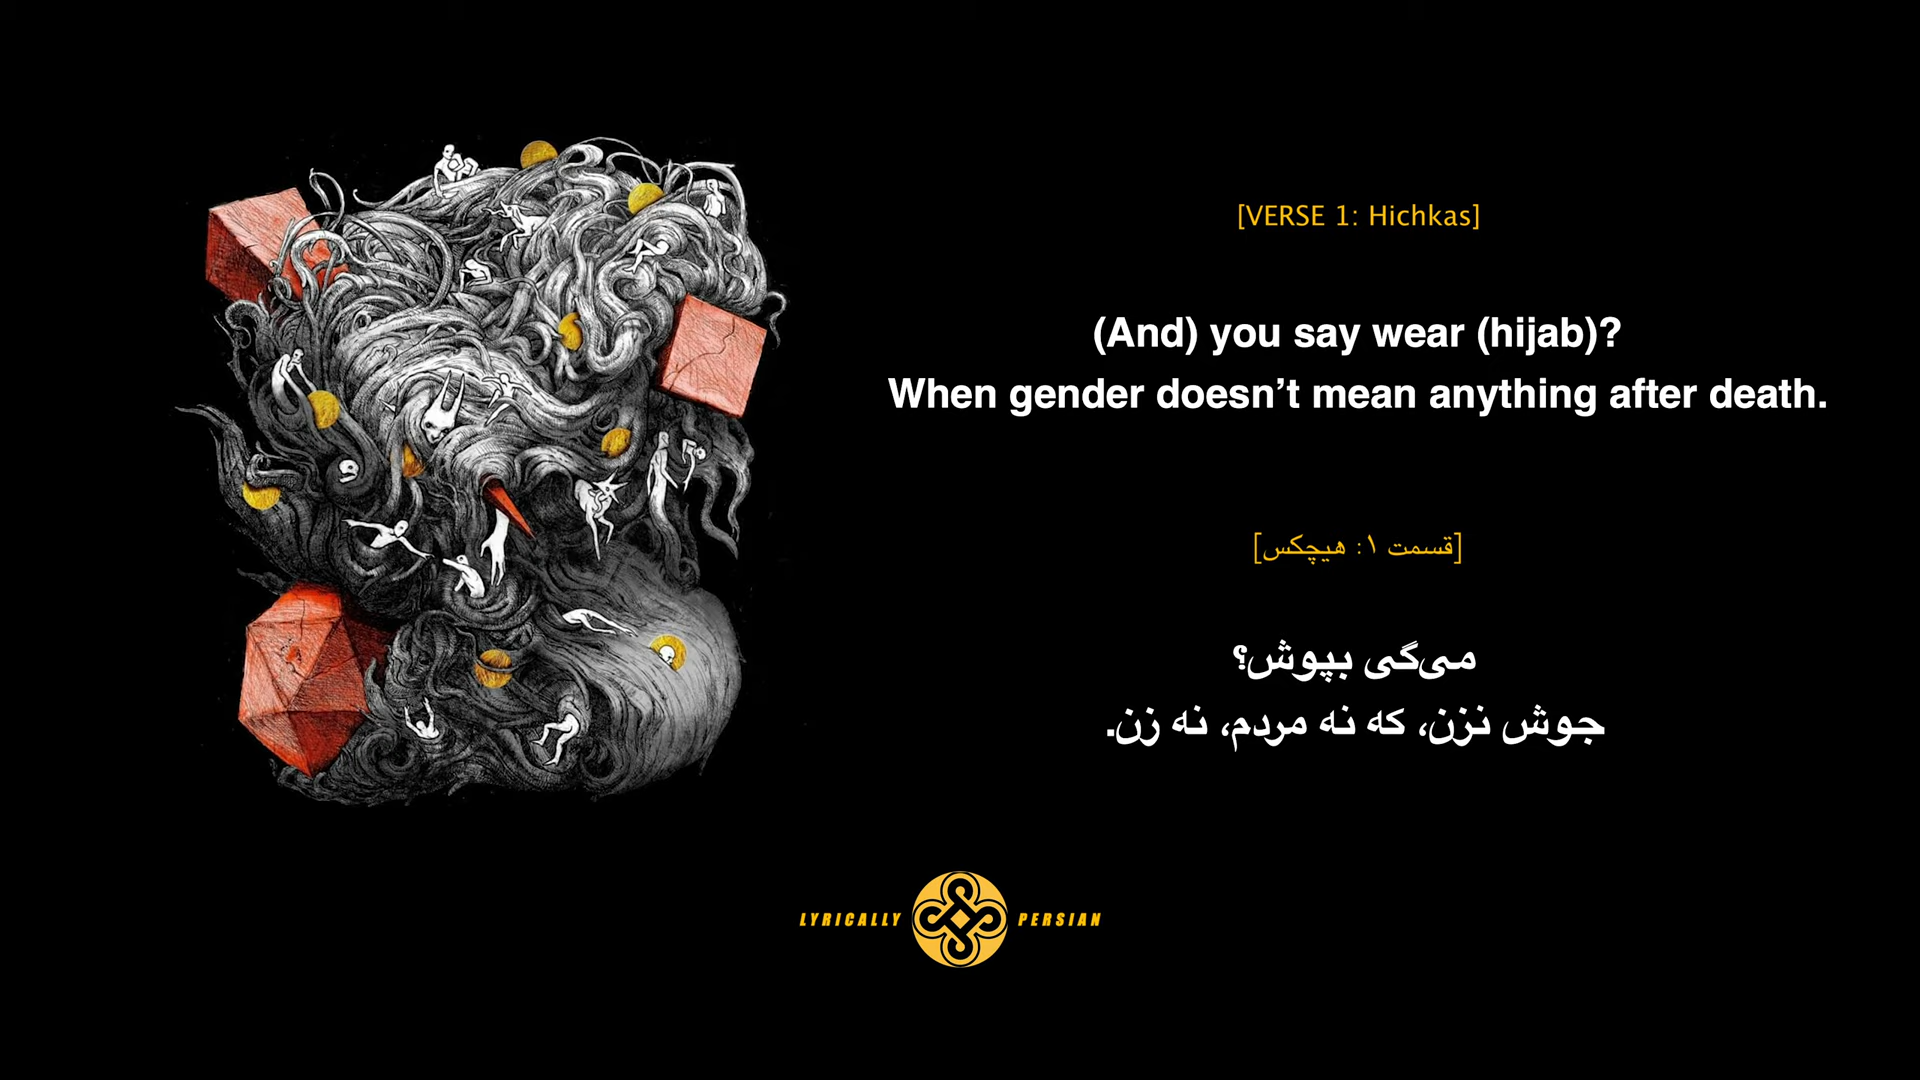 [VERSE 1: Hichkas]
(And) you say wear (hijab)?
When gender doesn’t mean anything after death.
[قسمت ۱: هیچکس]
می‌گی بپوش؟
جوش نزن، که نه مردم، نه زن.
LYRICALLY PERSIAN